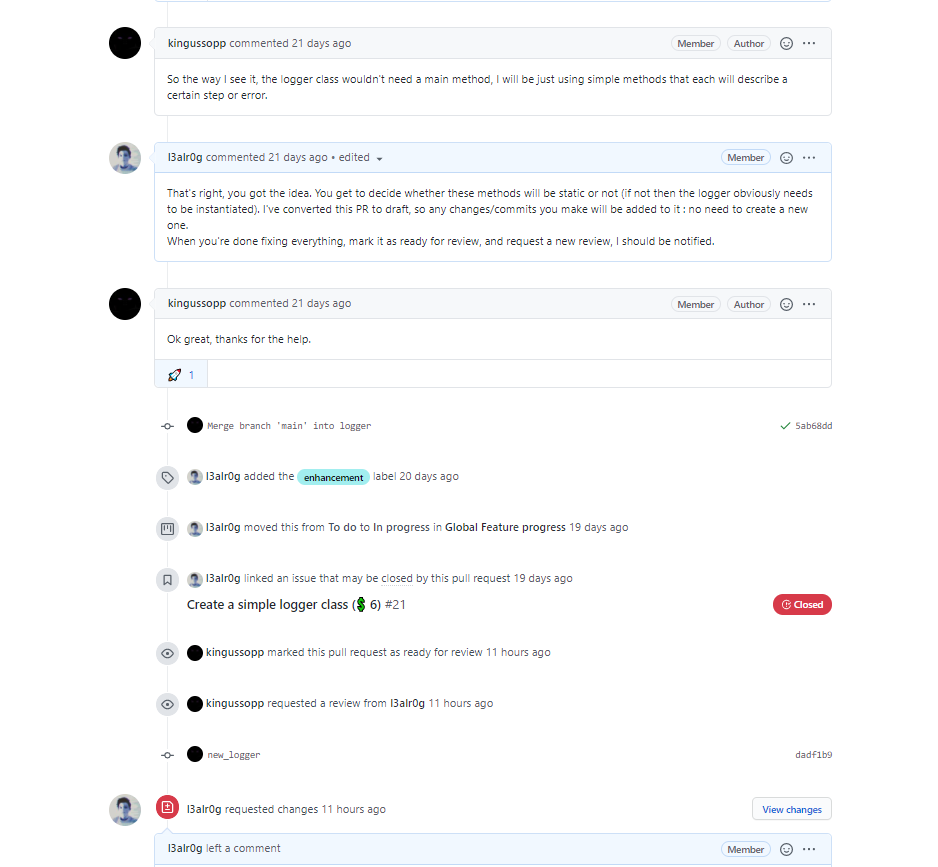 kingussopp commented 21 days ago Member Author
So the way I see it, the logger class wouldn't need a main method, I will be just using simple methods that each will describe a
certain step or error.
l3alr0g commented 21 days ago • edited Member
That's right, you got the idea. You get to decide whether these methods will be static or not (if not then the logger obviously needs
to be instantiated). I've converted this PR to draft, so any changes/commits you make will be added to it : no need to create a new
one.
When you're done fixing everything, mark it as ready for review, and request a new review, I should be notified.
kingussopp commented 21 days ago Member Author
Ok great, thanks for the help.
1
Merge branch 'main' into logger 5ab68dd
l3alr0g added the enhancement label 20 days ago
l3alr0g moved this from To do to In progress in Global Feature progress 19 days ago
l3alr0g linked an issue that may be closed by this pull request 19 days ago
Create a simple logger class (💲 6) #21 Closed
kingussopp marked this pull request as ready for review 11 hours ago
kingussopp requested a review from l3alr0g 11 hours ago
new_logger dadf1b9
l3alr0g requested changes 11 hours ago View changes
l3alr0g left a comment Member